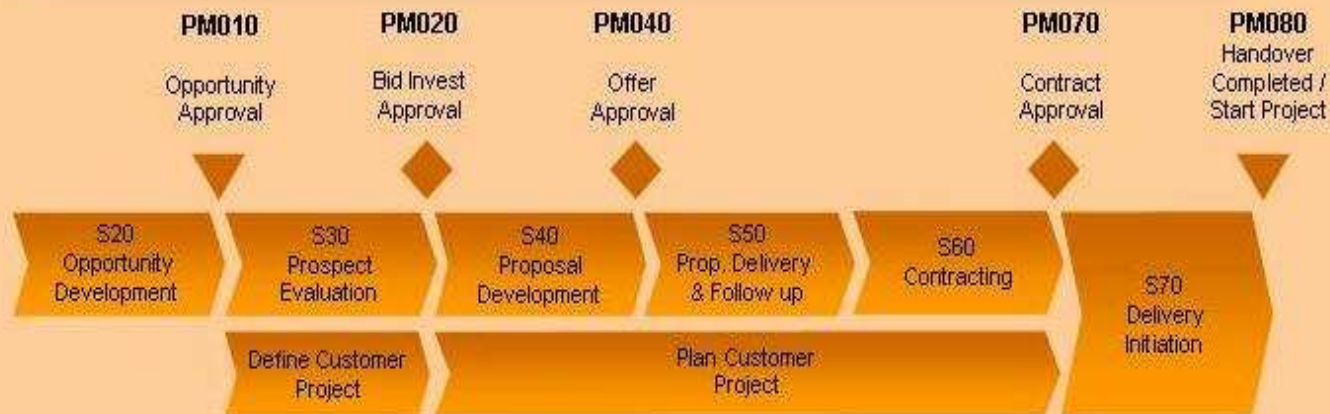 PM010
Opportunity
Approval
PM020
Bid Invest
Approval
PM040
Offer
Approval
PM070
Contract
Approval
PM080
Handover
Completed /
Start Project
S20
Opportunity
Development
S30
Prospect
Evaluation
S40
Proposal
Development
S50
Prop. Delivery
& Follow up
S60
Contracting
S70
Delivery
Initiation
Define Customer
Project
Plan Customer
Project